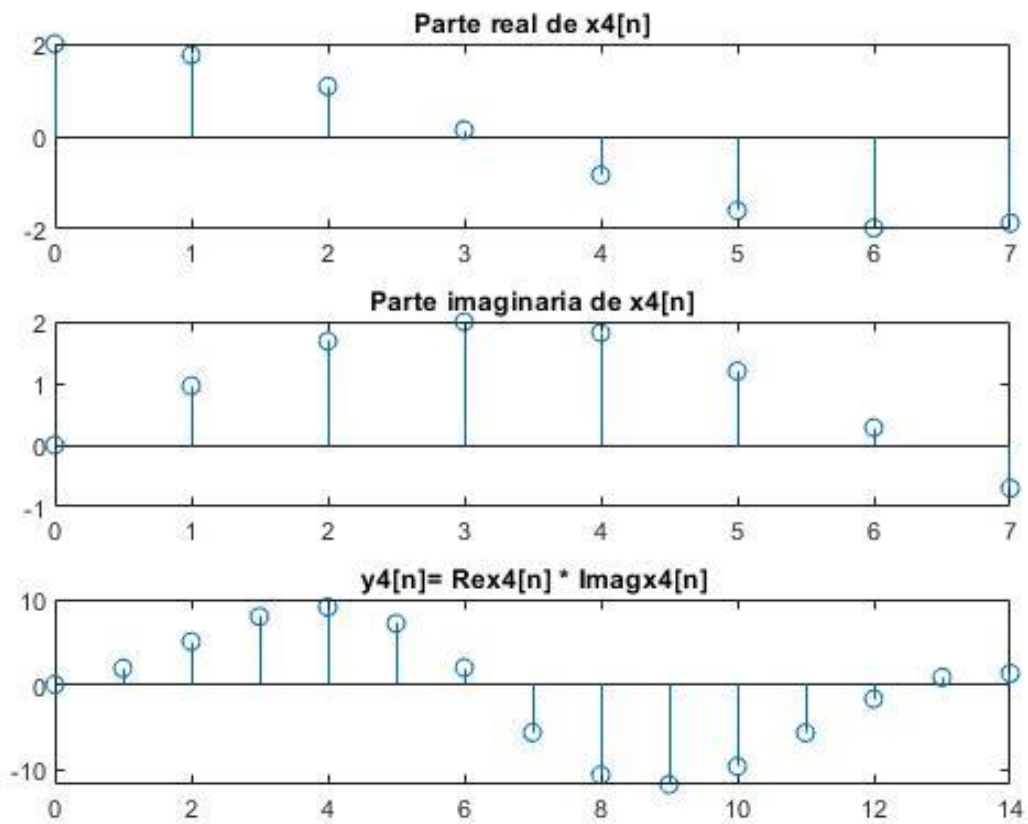 Parte real de x4[n]
2
0
-2
0 1 2 3 4 5 6 7
Parte imaginaria de x4[n]
2
1
0
-1
0 1 2 3 4 5 6 7
y4[n]= Rex4[n] * Imagx4[n]
10
0
-10
0 2 4 6 8 10 12 14